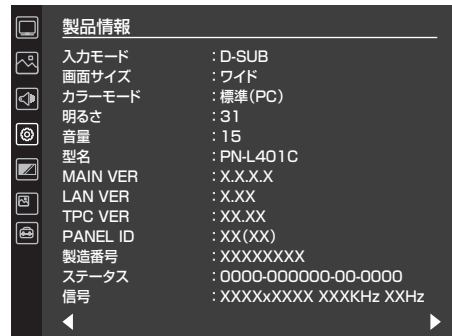 製品情報
入力モード : D-SUB
画面サイズ : ワイド
カラーモード : 標準(PC)
明るさ : 31
音量 : 15
型名 : PN-L401C
MAIN VER : X.X.X.X
LAN VER : X.XX
TPC VER : XX.XX
PANEL ID : XX(XX)
製造番号 : XXXXXXXX
ステータス : 0000-000000-00-0000
信号 : XXXXxXXXX XXXKHz XXHz